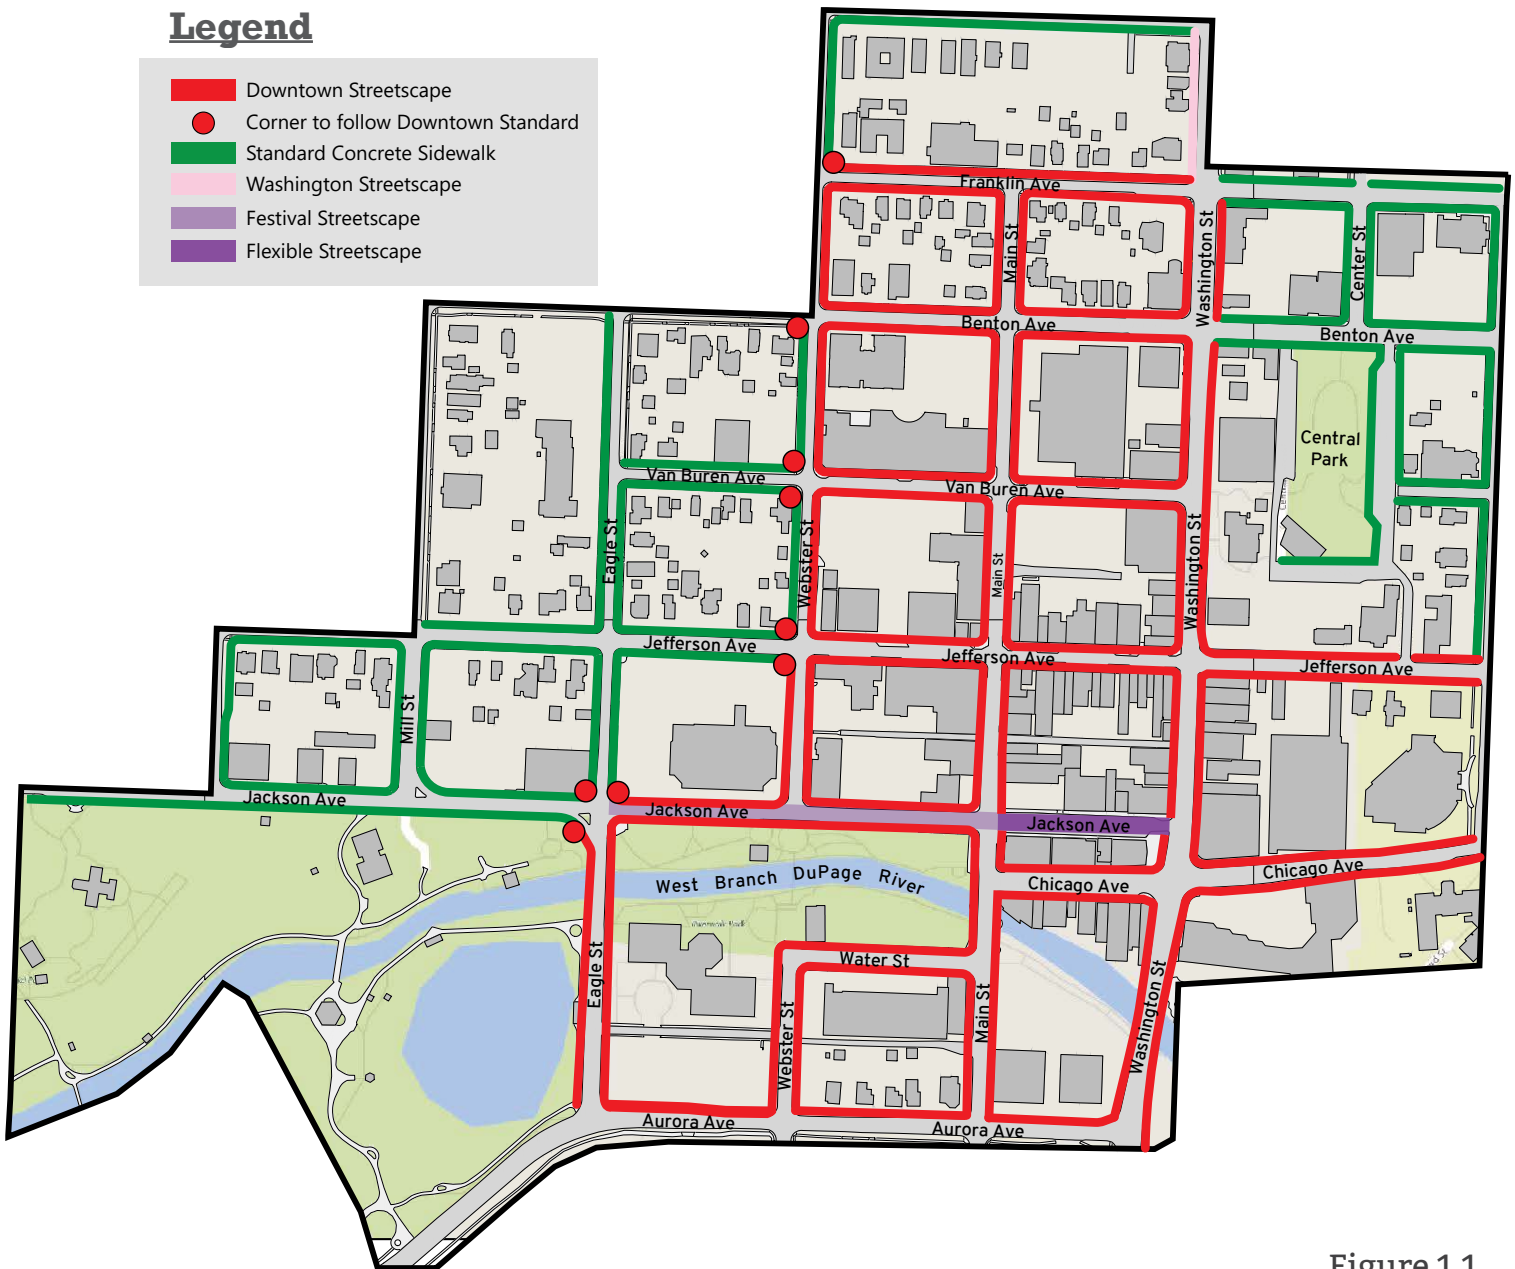 Legend
Downtown Streetscape
Corner to follow Downtown Standard
Standard Concrete Sidewalk
Washington Streetscape
Festival Streetscape
Flexible Streetscape
Franklin Ave
Main St
Washington St
Center St
Benton Ave
Benton Ave
Central
Park
Van Buren Ave
Van Buren Ave
Eagle St
Webster St
Main St
Washington St
Jefferson Ave
Jefferson Ave
Jefferson Ave
Mill St
Jackson Ave
Jackson Ave
Jackson Ave
Chicago Ave
Chicago Ave
West Branch DuPage River
Water St
Eagle St
Webster St
Main St
Washington St
Aurora Ave
Aurora Ave
Figure 1.1